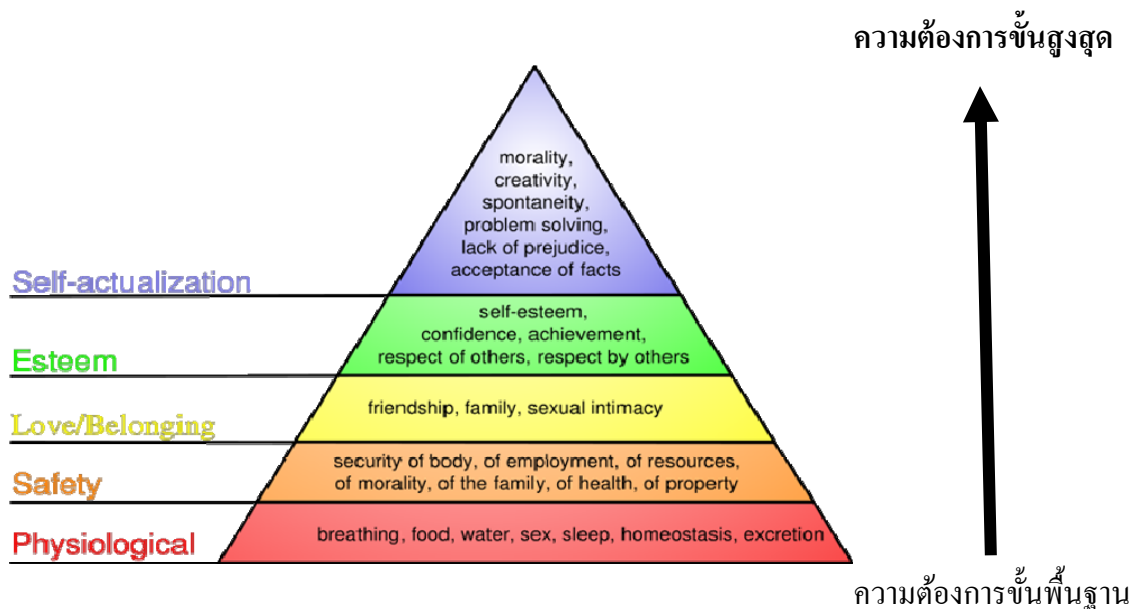 ความต้องการขั้นสูงสุด
morality,
creativity,
spontaneity,
problem solving,
lack of prejudice,
acceptance of facts
Self-actualization
self-esteem,
confidence, achievement,
respect of others, respect by others
Esteem
friendship, family, sexual intimacy
Love/Belonging
security of body, of employment, of resources,
of morality, of the family, of health, of property
Safety
breathing, food, water, sex, sleep, homeostasis, excretion
Physiological
ความต้องการขั้นพื้นฐาน